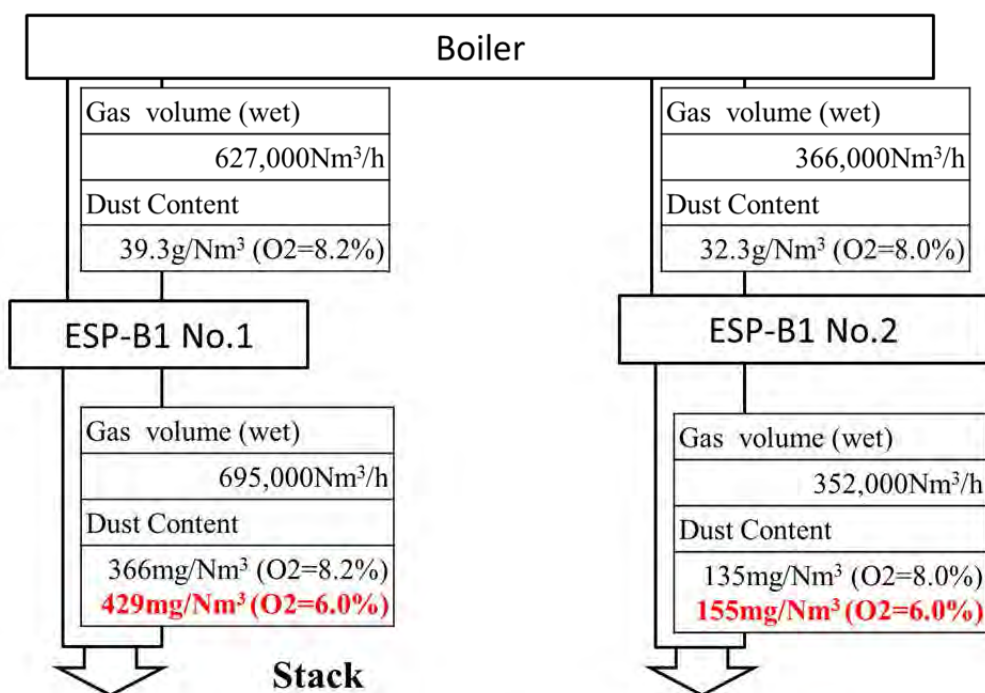 Boiler
Gas volume (wet)
627,000Nm³/h
Dust Content
39.3g/Nm³ (O2=8.2%)
Gas volume (wet)
366,000Nm³/h
Dust Content
32.3g/Nm³ (O2=8.0%)
ESP-B1 No.1
ESP-B1 No.2
Gas volume (wet)
695,000Nm³/h
Dust Content
366mg/Nm³ (O2=8.2%)
429mg/Nm³ (O2=6.0%)
Gas volume (wet)
352,000Nm³/h
Dust Content
135mg/Nm³ (O2=8.0%)
155mg/Nm³ (O2=6.0%)
Stack